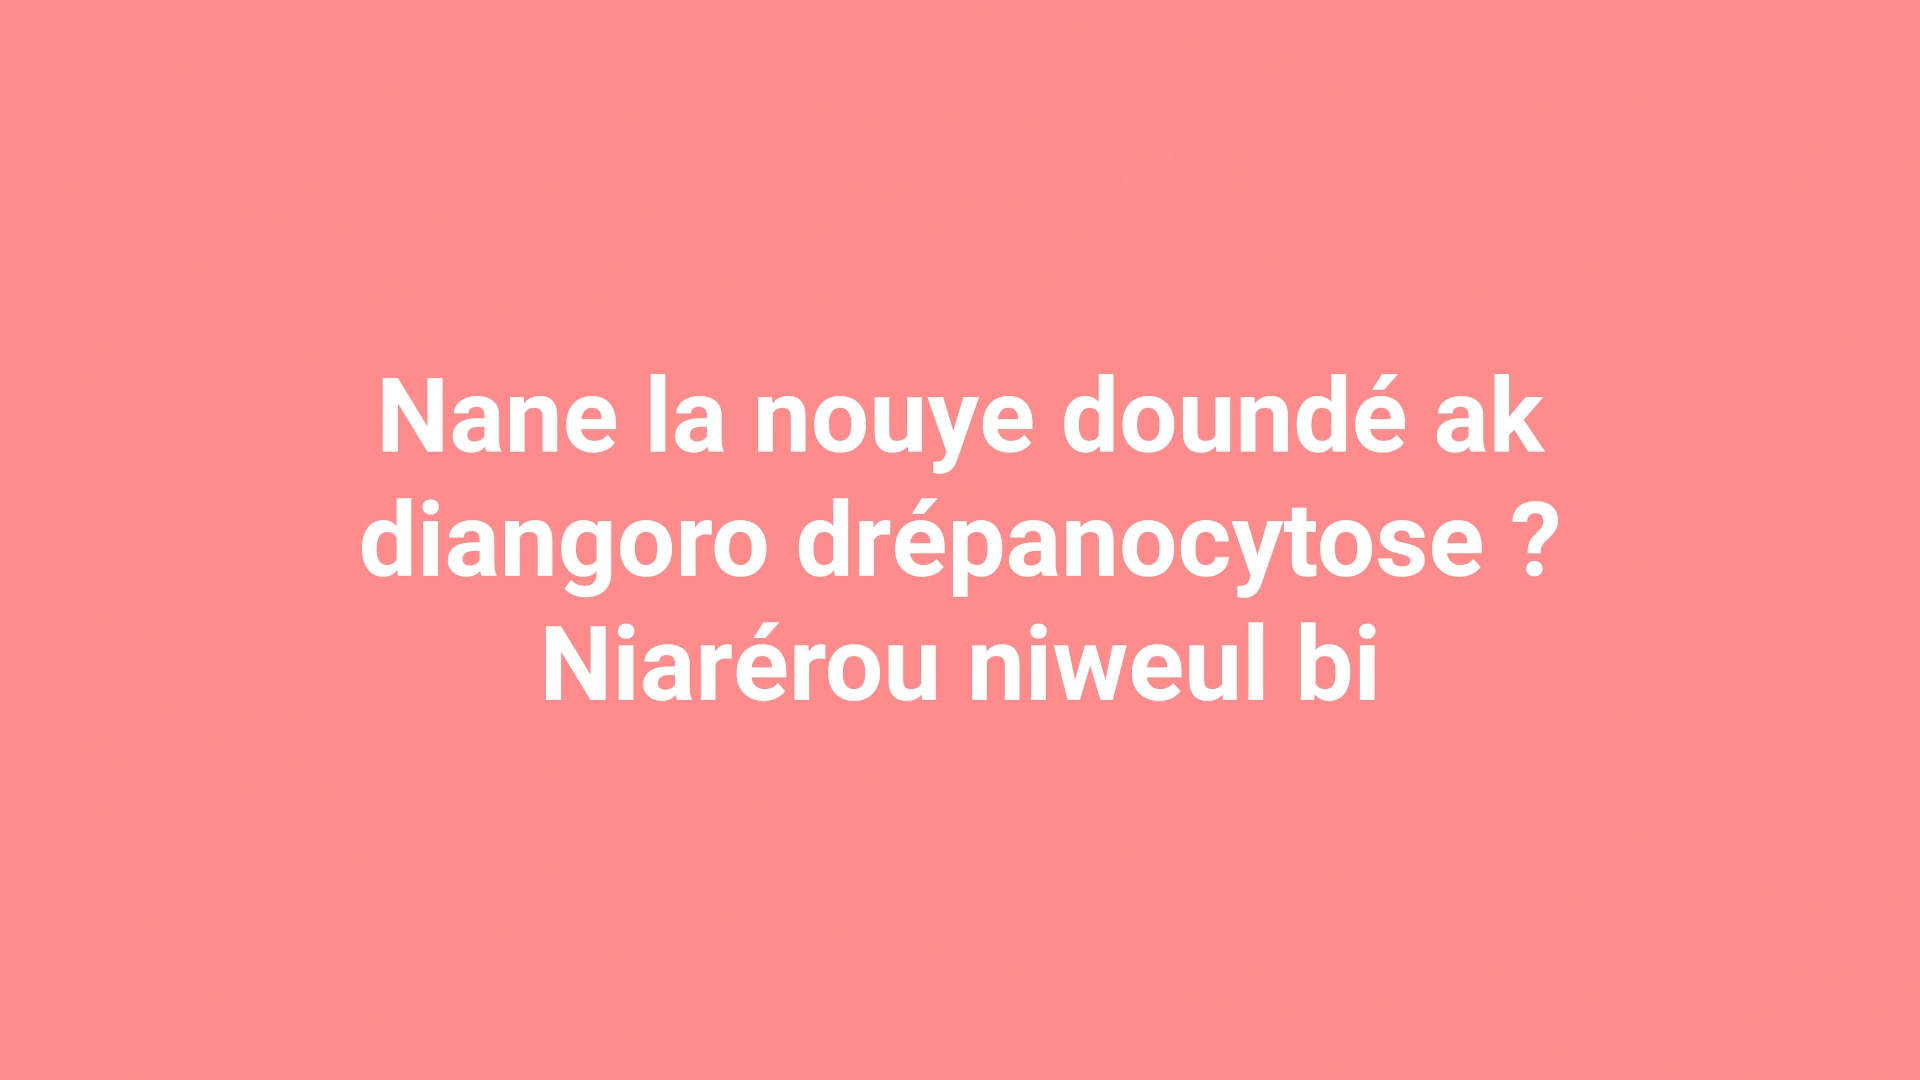 Nane la nouye doundé ak
diangoro drépanocytose ?
Niarérou niweul bi